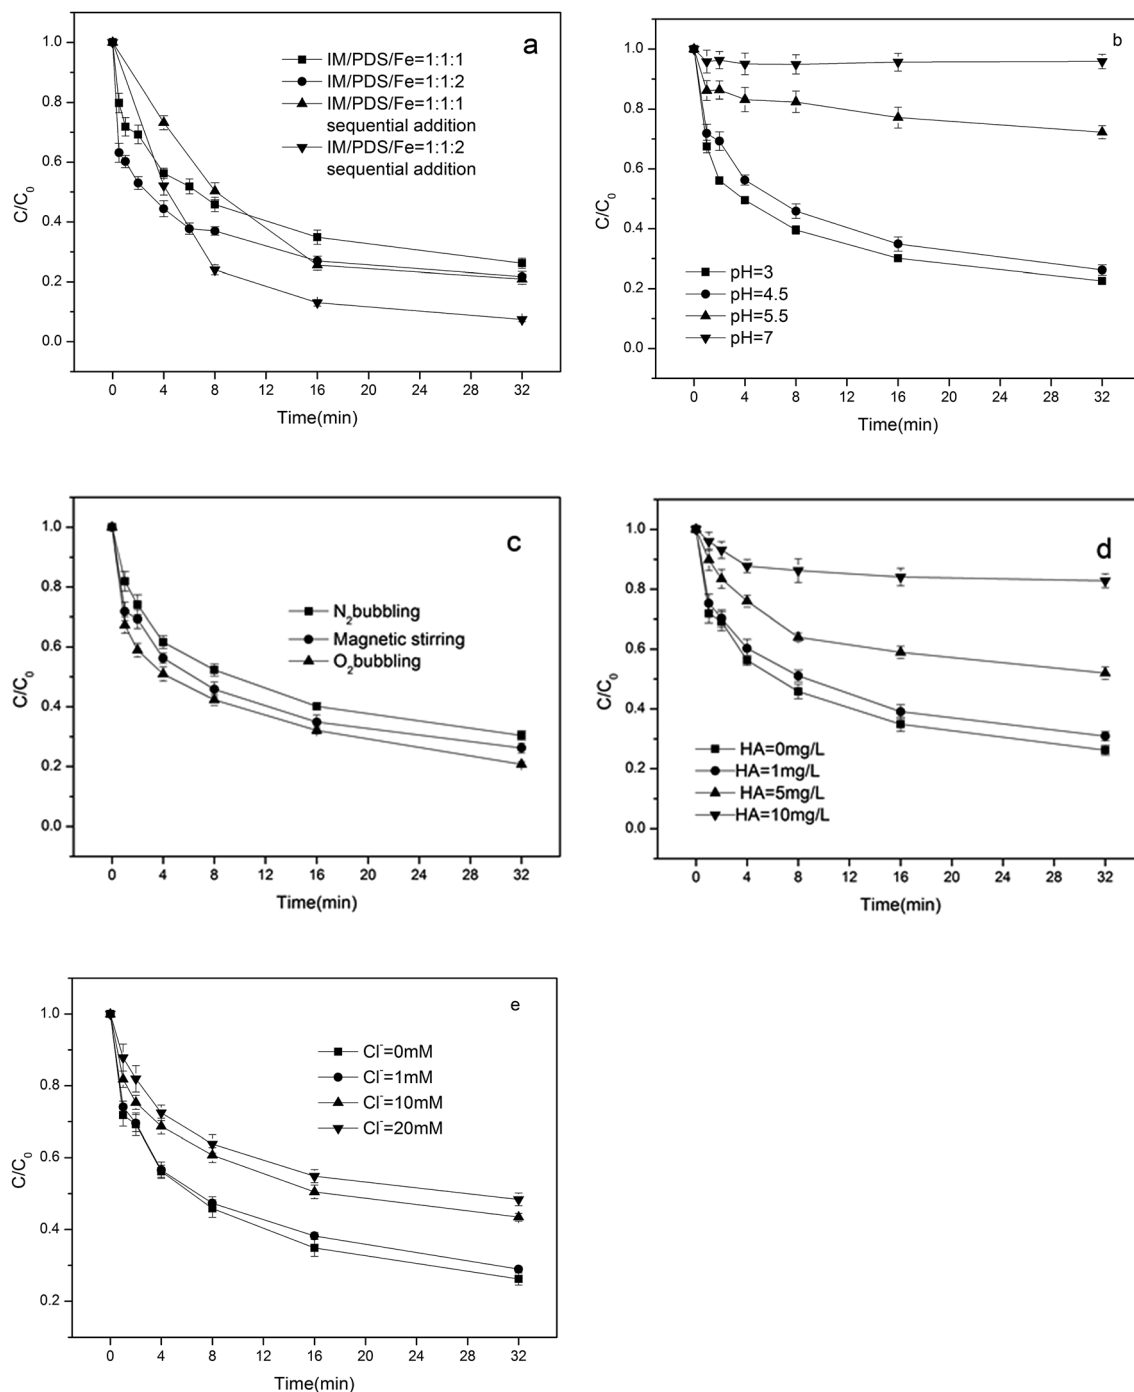 a
IM/PDS/Fe=1:1:1
IM/PDS/Fe=1:1:2
IM/PDS/Fe=1:1:1
sequential addition
IM/PDS/Fe=1:1:2
sequential addition
1.0
0.8
0.6
0.4
0.2
0.0
C/C₀
0 4 8 12 16 20 24 28 32
Time(min)
b
1.0
0.8
0.6
0.4
0.2
0.0
C/C₀
pH=3
pH=4.5
pH=5.5
pH=7
0 4 8 12 16 20 24 28 32
Time(min)
c
1.0
0.8
0.6
0.4
0.2
0.0
C/C₀
N₂bubbling
Magnetic stirring
O₂bubbling
0 4 8 12 16 20 24 28 32
Time(min)
d
1.0
0.8
0.6
0.4
0.2
0.0
C/C₀
HA=0mg/L
HA=1mg/L
HA=5mg/L
HA=10mg/L
0 4 8 12 16 20 24 28 32
Time(min)
e
1.0
0.8
0.6
0.4
0.2
C/C₀
Cl⁻=0mM
Cl⁻=1mM
Cl⁻=10mM
Cl⁻=20mM
0 4 8 12 16 20 24 28 32
Time(min)